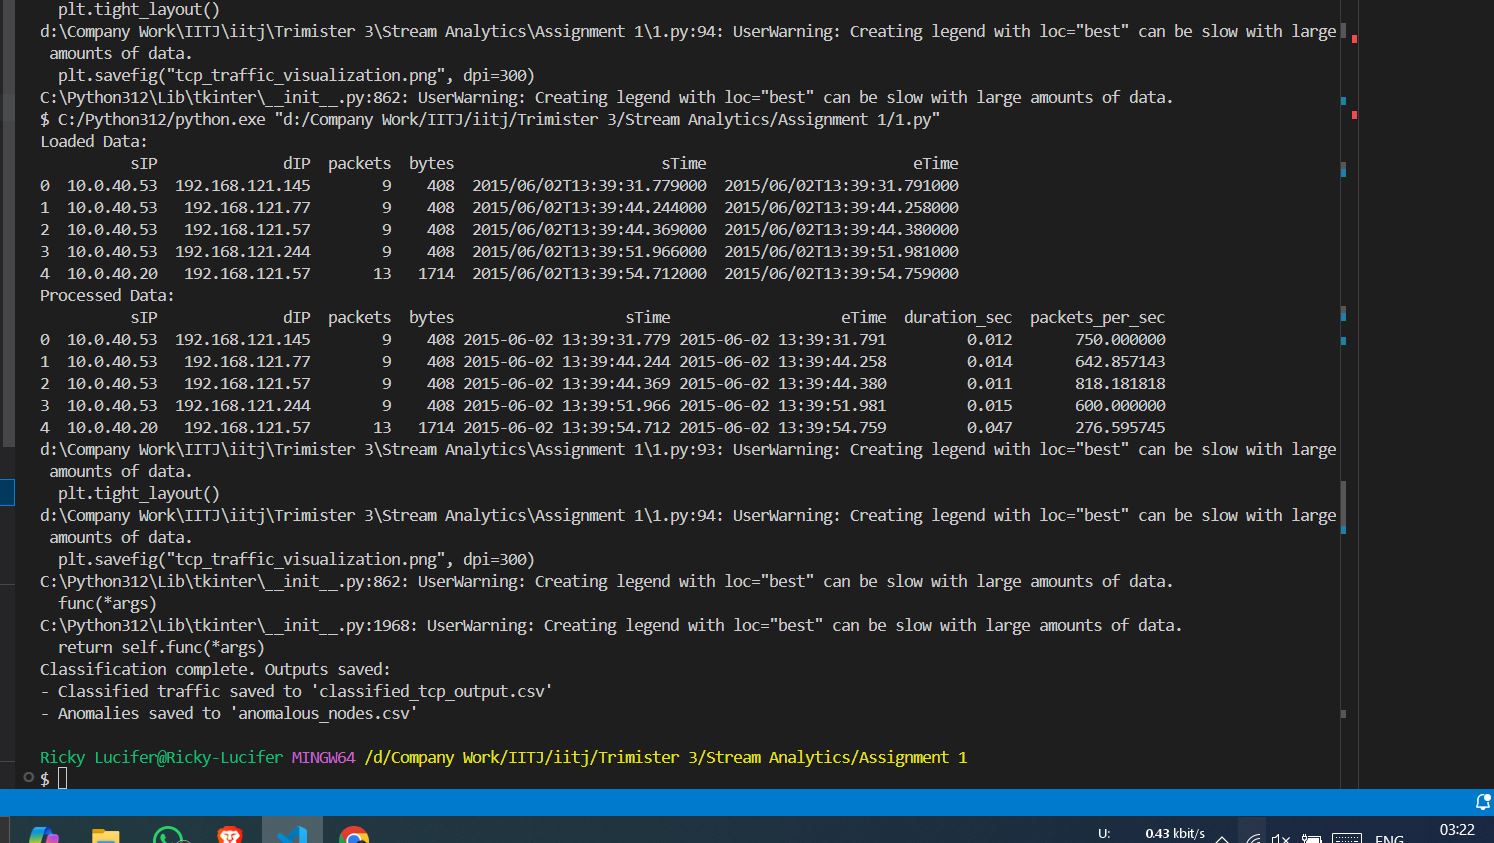 plt.tight_layout()
d:\Company Work\IITJ\iitj\Trimister 3\Stream Analytics\Assignment 1\1.py:94: UserWarning: Creating legend with loc="best" can be slow with large
 amounts of data.
  plt.savefig("tcp_traffic_visualization.png", dpi=300)
C:\Python312\Lib\tkinter\__init__.py:862: UserWarning: Creating legend with loc="best" can be slow with large amounts of data.
$ C:/Python312/python.exe "d:/Company Work/IITJ/iitj/Trimister 3/Stream Analytics/Assignment 1/1.py"
Loaded Data:
          sIP              dIP  packets  bytes                       sTime                       eTime
0  10.0.40.53  192.168.121.145        9    408  2015/06/02T13:39:31.779000  2015/06/02T13:39:31.791000
1  10.0.40.53   192.168.121.77        9    408  2015/06/02T13:39:44.244000  2015/06/02T13:39:44.258000
2  10.0.40.53   192.168.121.57        9    408  2015/06/02T13:39:44.369000  2015/06/02T13:39:44.380000
3  10.0.40.53  192.168.121.244        9    408  2015/06/02T13:39:51.966000  2015/06/02T13:39:51.981000
4  10.0.40.20   192.168.121.57       13   1714  2015/06/02T13:39:54.712000  2015/06/02T13:39:54.759000
Processed Data:
          sIP              dIP  packets  bytes                   sTime                   eTime  duration_sec  packets_per_sec
0  10.0.40.53  192.168.121.145        9    408 2015-06-02 13:39:31.779 2015-06-02 13:39:31.791         0.012       750.000000
1  10.0.40.53   192.168.121.77        9    408 2015-06-02 13:39:44.244 2015-06-02 13:39:44.258         0.014       642.857143
2  10.0.40.53   192.168.121.57        9    408 2015-06-02 13:39:44.369 2015-06-02 13:39:44.380         0.011       818.181818
3  10.0.40.53  192.168.121.244        9    408 2015-06-02 13:39:51.966 2015-06-02 13:39:51.981         0.015       600.000000
4  10.0.40.20   192.168.121.57       13   1714 2015-06-02 13:39:54.712 2015-06-02 13:39:54.759         0.047       276.595745
d:\Company Work\IITJ\iitj\Trimister 3\Stream Analytics\Assignment 1\1.py:93: UserWarning: Creating legend with loc="best" can be slow with large
 amounts of data.
  plt.tight_layout()
d:\Company Work\IITJ\iitj\Trimister 3\Stream Analytics\Assignment 1\1.py:94: UserWarning: Creating legend with loc="best" can be slow with large
 amounts of data.
  plt.savefig("tcp_traffic_visualization.png", dpi=300)
C:\Python312\Lib\tkinter\__init__.py:862: UserWarning: Creating legend with loc="best" can be slow with large amounts of data.
  func(*args)
C:\Python312\Lib\tkinter\__init__.py:1968: UserWarning: Creating legend with loc="best" can be slow with large amounts of data.
  return self.func(*args)
Classification complete. Outputs saved:
- Classified traffic saved to 'classified_tcp_output.csv'
- Anomalies saved to 'anomalous_nodes.csv'
Ricky Lucifer@Ricky-Lucifer MINGW64 /d/Company Work/IITJ/iitj/Trimister 3/Stream Analytics/Assignment 1
$
U: 0.43 kbit/s ENG 03:22